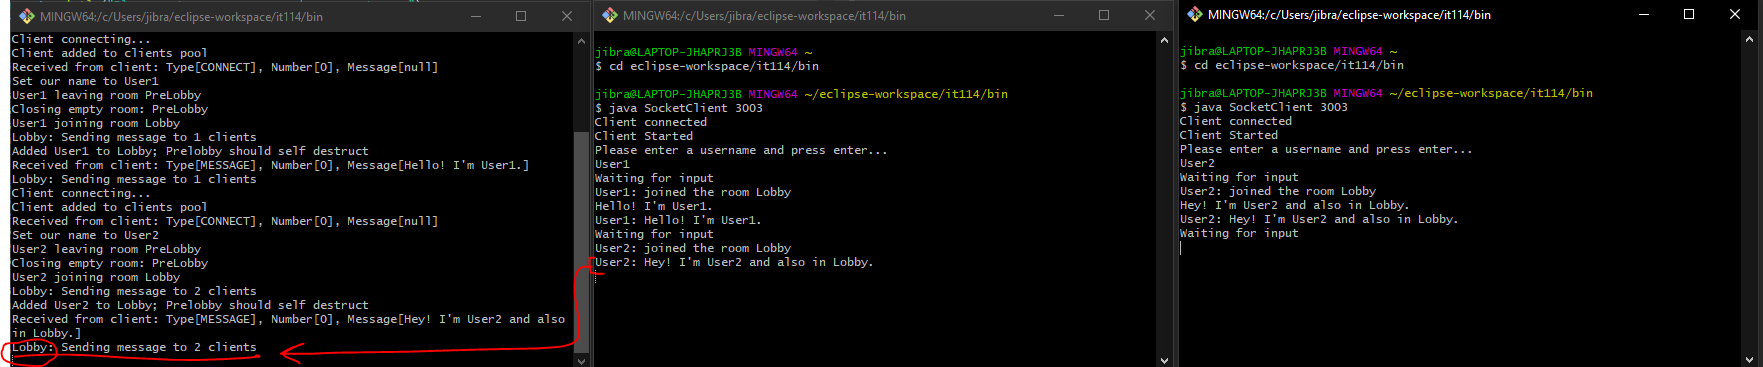 MINGW64:/c/Users/jibra/eclipse-workspace/it114/bin
Client connecting...
Client added to clients pool
Received from client: Type[CONNECT], Number[0], Message[null]
Set our name to User1
User1 leaving room PreLobby
Closing empty room: PreLobby
User1 joining room Lobby
Lobby: Sending message to 1 clients
Added User1 to Lobby; Prelobby should self destruct
Received from client: Type[MESSAGE], Number[0], Message[Hello! I'm User1.]
Lobby: Sending message to 1 clients
Client connecting...
Client added to clients pool
Received from client: Type[CONNECT], Number[0], Message[null]
Set our name to User2
User2 leaving room PreLobby
Closing empty room: PreLobby
User2 joining room Lobby
Lobby: Sending message to 2 clients
Added User2 to Lobby; Prelobby should self destruct
Received from client: Type[MESSAGE], Number[0], Message[Hey! I'm User2 and also
in Lobby.]
Lobby: Sending message to 2 clients
MINGW64:/c/Users/jibra/eclipse-workspace/it114/bin
jibra@LAPTOP-JHAPRJ3B MINGW64 ~
$ cd eclipse-workspace/it114/bin
jibra@LAPTOP-JHAPRJ3B MINGW64 ~/eclipse-workspace/it114/bin
$ java SocketClient 3003
Client connected
Client Started
Please enter a username and press enter...
User1
Waiting for input
User1: joined the room Lobby
Hello! I'm User1.
User1: Hello! I'm User1.
Waiting for input
User2: joined the room Lobby
User2: Hey! I'm User2 and also in Lobby.
MINGW64:/c/Users/jibra/eclipse-workspace/it114/bin
jibra@LAPTOP-JHAPRJ3B MINGW64 ~
$ cd eclipse-workspace/it114/bin
jibra@LAPTOP-JHAPRJ3B MINGW64 ~/eclipse-workspace/it114/bin
$ java SocketClient 3003
Client connected
Client Started
Please enter a username and press enter...
User2
Waiting for input
User2: joined the room Lobby
Hey! I'm User2 and also in Lobby.
User2: Hey! I'm User2 and also in Lobby.
Waiting for input